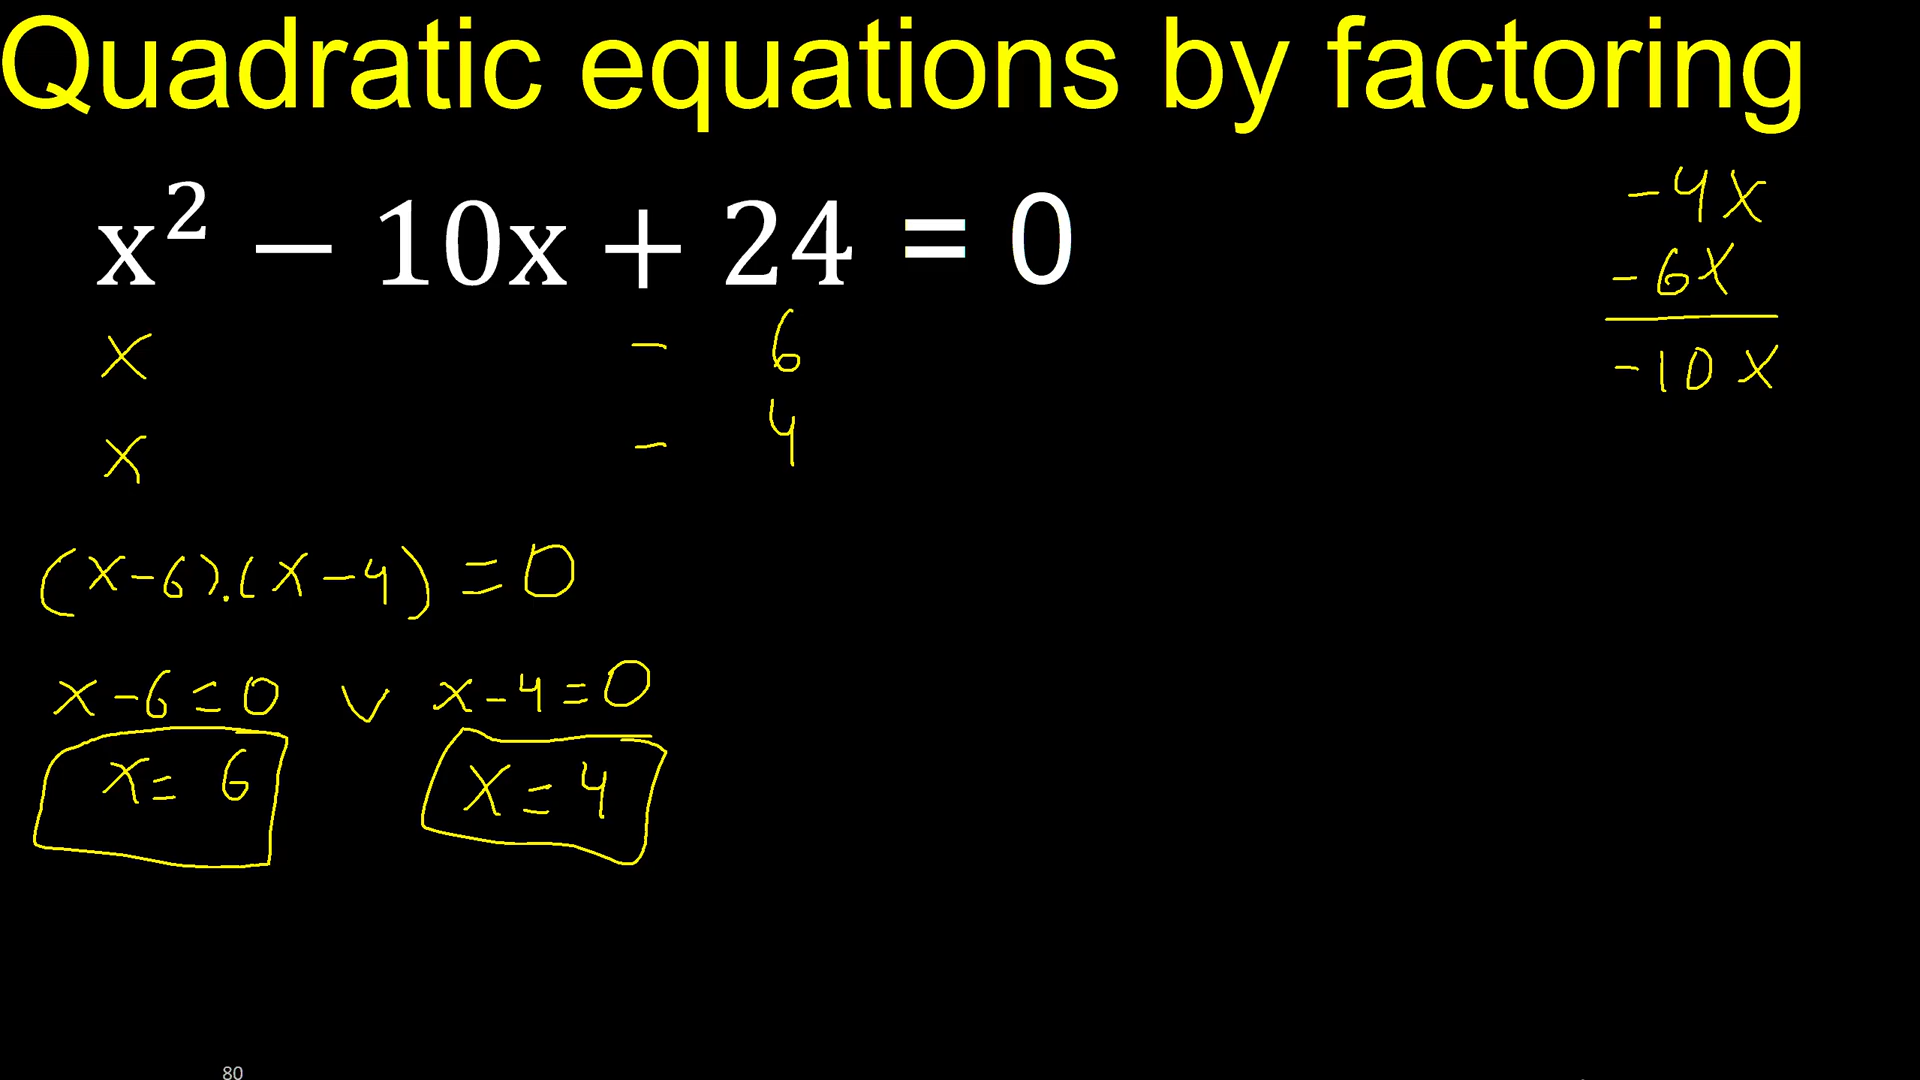 Quadratic equations by factoring
x² − 10x + 24 = 0
x - 6
x - 4
-4x
-6x
-10x
(x-6).(x-4) = 0
x-6=0 v x-4=0
x= 6 x= 4
80